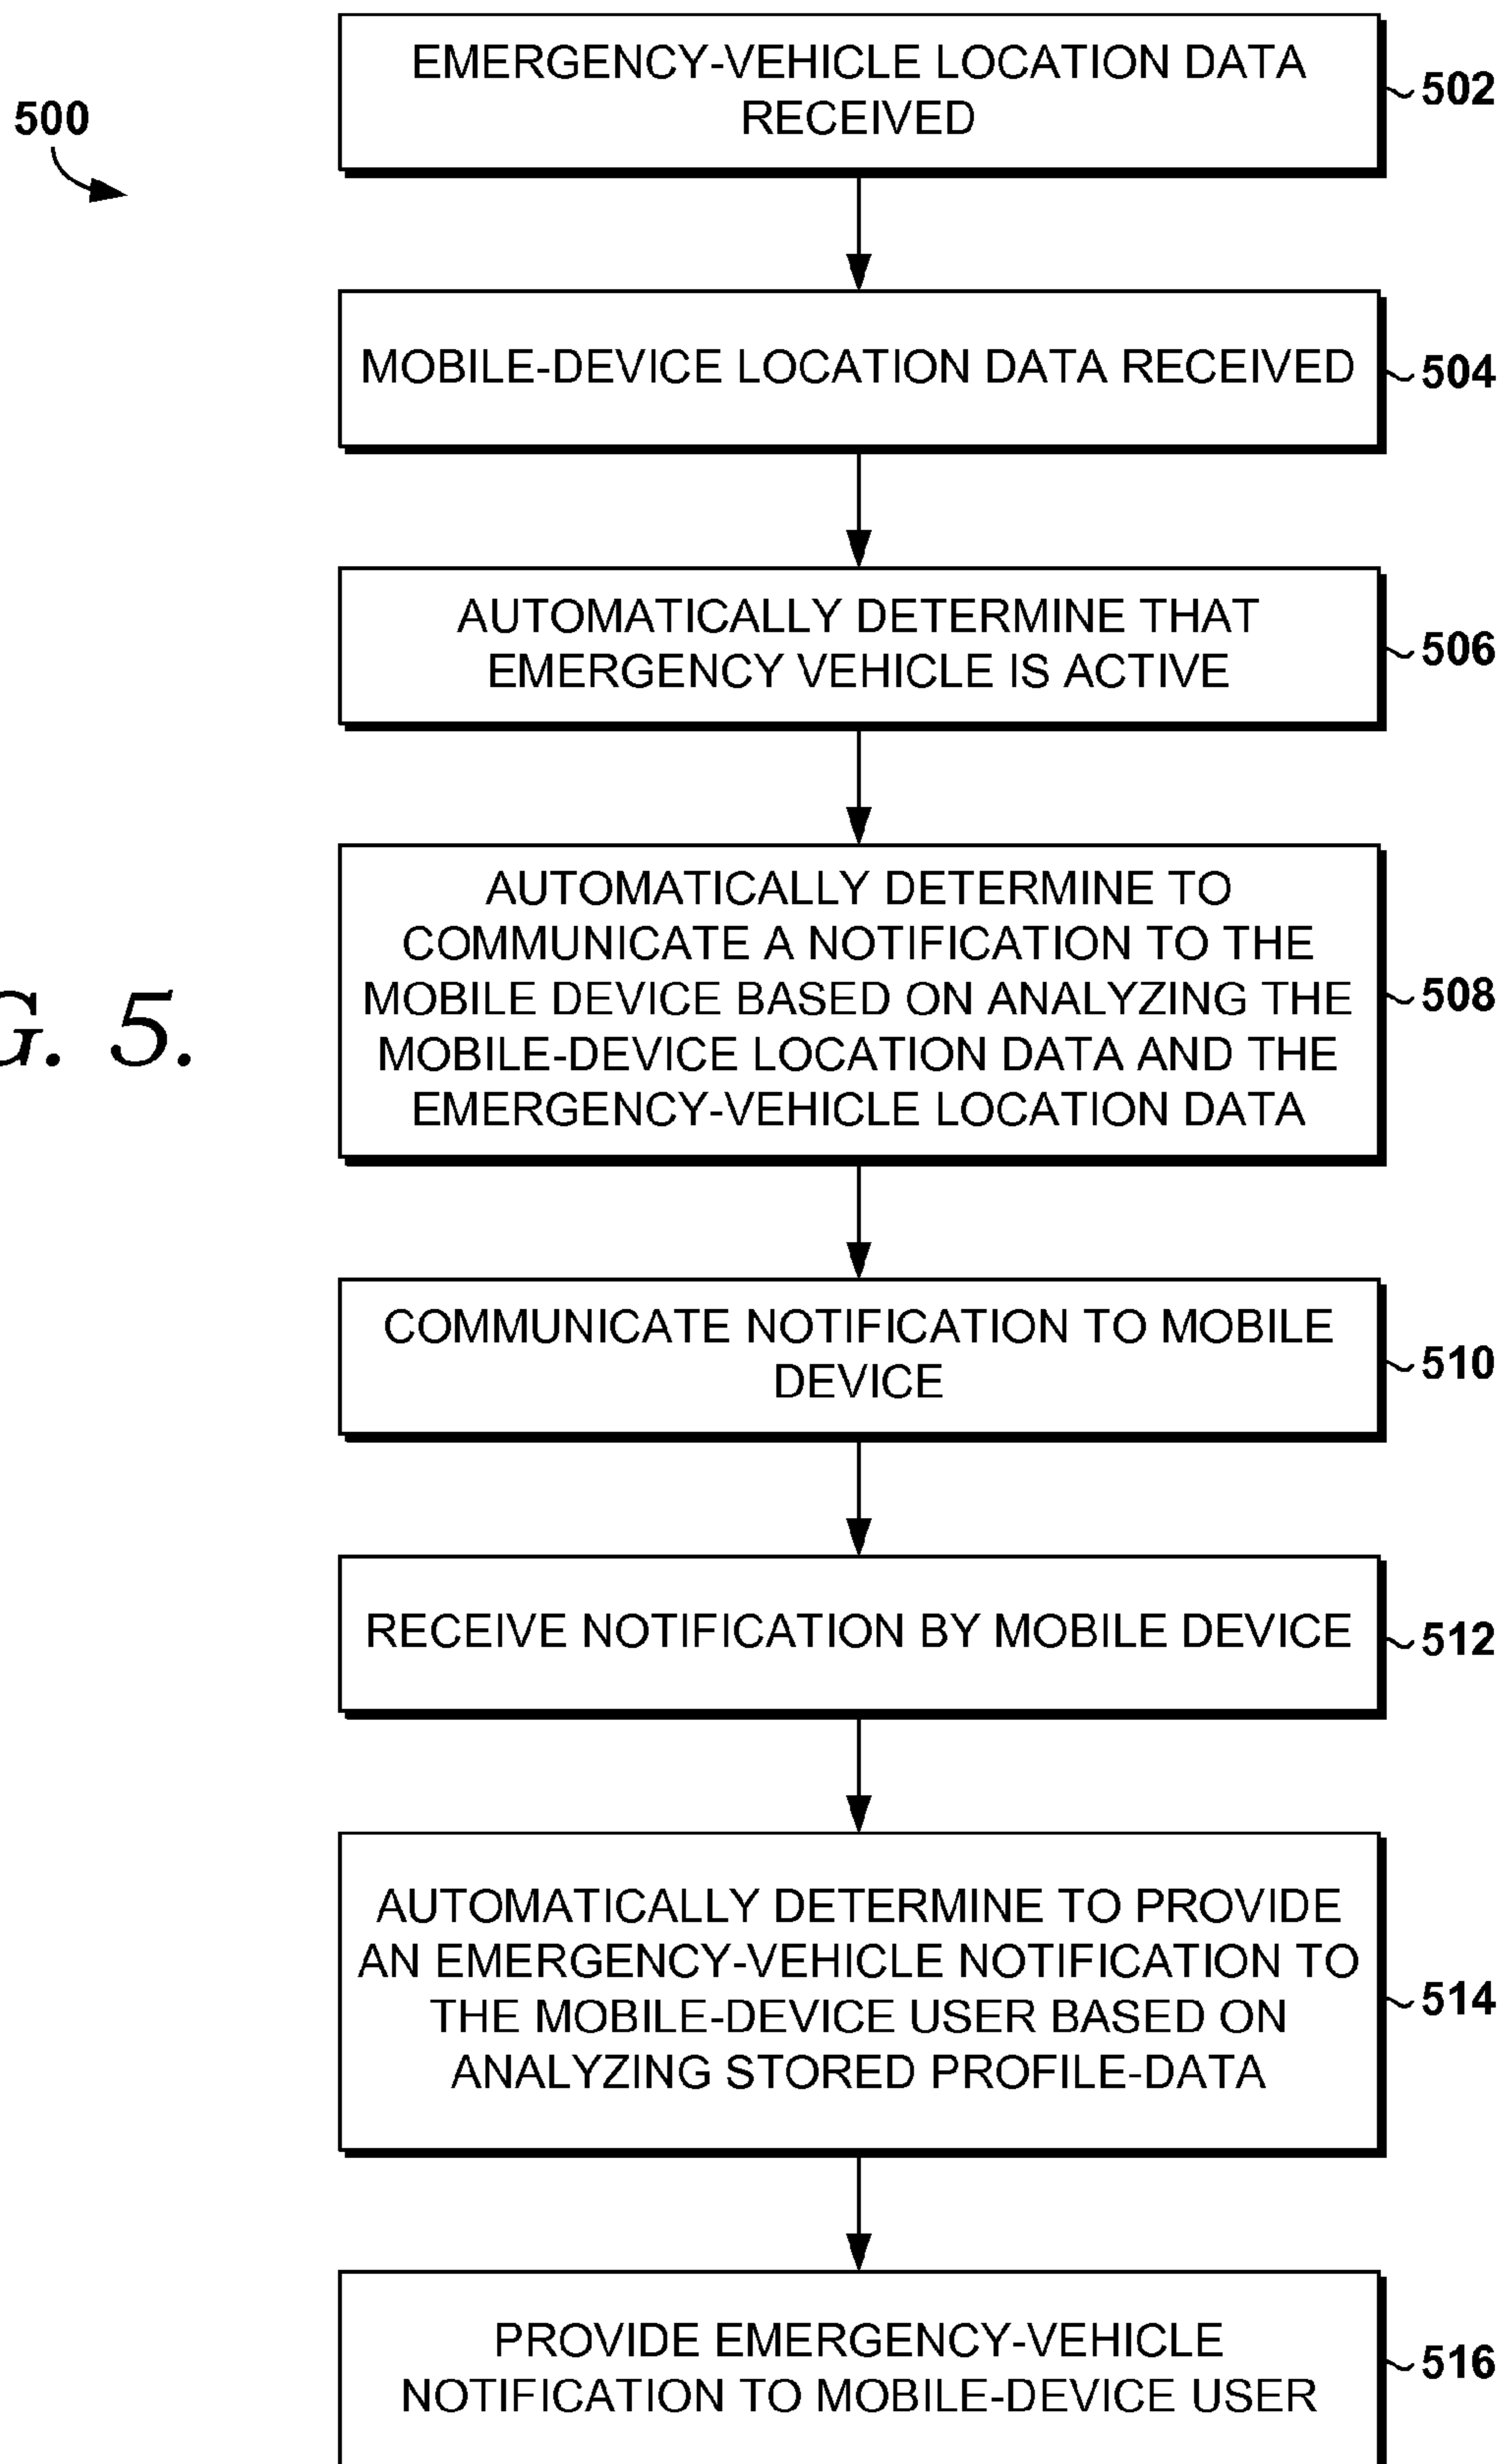 500
EMERGENCY-VEHICLE LOCATION DATA
RECEIVED
502
MOBILE-DEVICE LOCATION DATA RECEIVED
504
AUTOMATICALLY DETERMINE THAT
EMERGENCY VEHICLE IS ACTIVE
506
AUTOMATICALLY DETERMINE TO
COMMUNICATE A NOTIFICATION TO THE
MOBILE DEVICE BASED ON ANALYZING THE
MOBILE-DEVICE LOCATION DATA AND THE
EMERGENCY-VEHICLE LOCATION DATA
508
G. 5.
COMMUNICATE NOTIFICATION TO MOBILE
DEVICE
510
RECEIVE NOTIFICATION BY MOBILE DEVICE
512
AUTOMATICALLY DETERMINE TO PROVIDE
AN EMERGENCY-VEHICLE NOTIFICATION TO
THE MOBILE-DEVICE USER BASED ON
ANALYZING STORED PROFILE-DATA
514
PROVIDE EMERGENCY-VEHICLE
NOTIFICATION TO MOBILE-DEVICE USER
516